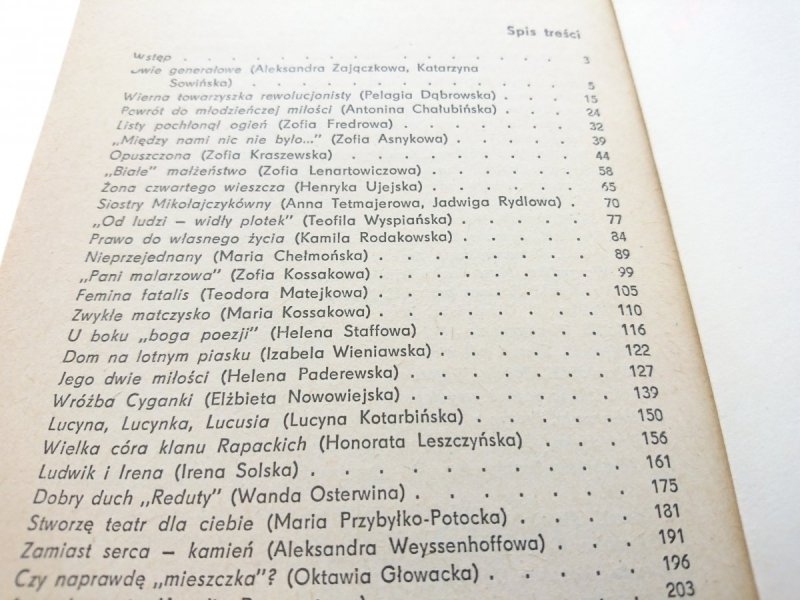 Spis treści
Wstęp . . . . . . . . . . . . . . 3
Dwie generałowe (Aleksandra Zajączkowa, Katarzyna
Sowińska) . . . . . . . . . . . . 5
Wierna towarzyszka rewolucjonisty (Pelagia Dąbrowska) . . . 15
Powrót do młodzieńczej miłości (Antonina Chałubińska) . . . 24
Listy pochłonął ogień (Zofia Fredrowa) . . . . . . . 32
„Między nami nic nie było..." (Zofia Asnykowa) . . . . . 39
Opuszczona (Zofia Kraszewska) . . . . . . . . . 44
„Białe" małżeństwo (Zofia Lenartowiczowa) . . . . . . 58
Żona czwartego wieszcza (Henryka Ujejska) . . . . . . 65
Siostry Mikołajczykówny (Anna Tetmajerowa, Jadwiga Rydlowa) . 70
„Od ludzi – widły plotek" (Teofila Wyspiańska) . . . . . 77
Prawo do własnego życia (Kamila Rodakowska) . . . . . 84
Nieprzejednany (Maria Chełmońska) . . . . . . . . 89
„Pani malarzowa" (Zofia Kossakowa) . . . . . . . 99
Femina fatalis (Teodora Matejkowa) . . . . . . . . 105
Zwykłe matczysko (Maria Kossakowa) . . . . . . . 110
U boku „boga poezji" (Helena Staffowa) . . . . . . 116
Dom na lotnym piasku (Izabela Wieniawska) . . . . . . 122
Jego dwie miłości (Helena Paderewska) . . . . . . . 127
Wróżba Cyganki (Elżbieta Nowowiejska) . . . . . . . 139
Lucyna, Lucynka, Lucusia (Lucyna Kotarbińska) . . . . . 150
Wielka córa klanu Rapackich (Honorata Leszczyńska) . . . 156
Ludwik i Irena (Irena Solska) . . . . . . . . . 161
Dobry duch „Reduty" (Wanda Osterwina) . . . . . . 175
Stworzę teatr dla ciebie (Maria Przybyłko-Potocka) . . . . 181
Zamiast serca – kamień (Aleksandra Weyssenhoffowa) . . . 191
Czy naprawdę „mieszczka"? (Oktawia Głowacka) . . . . 196
203